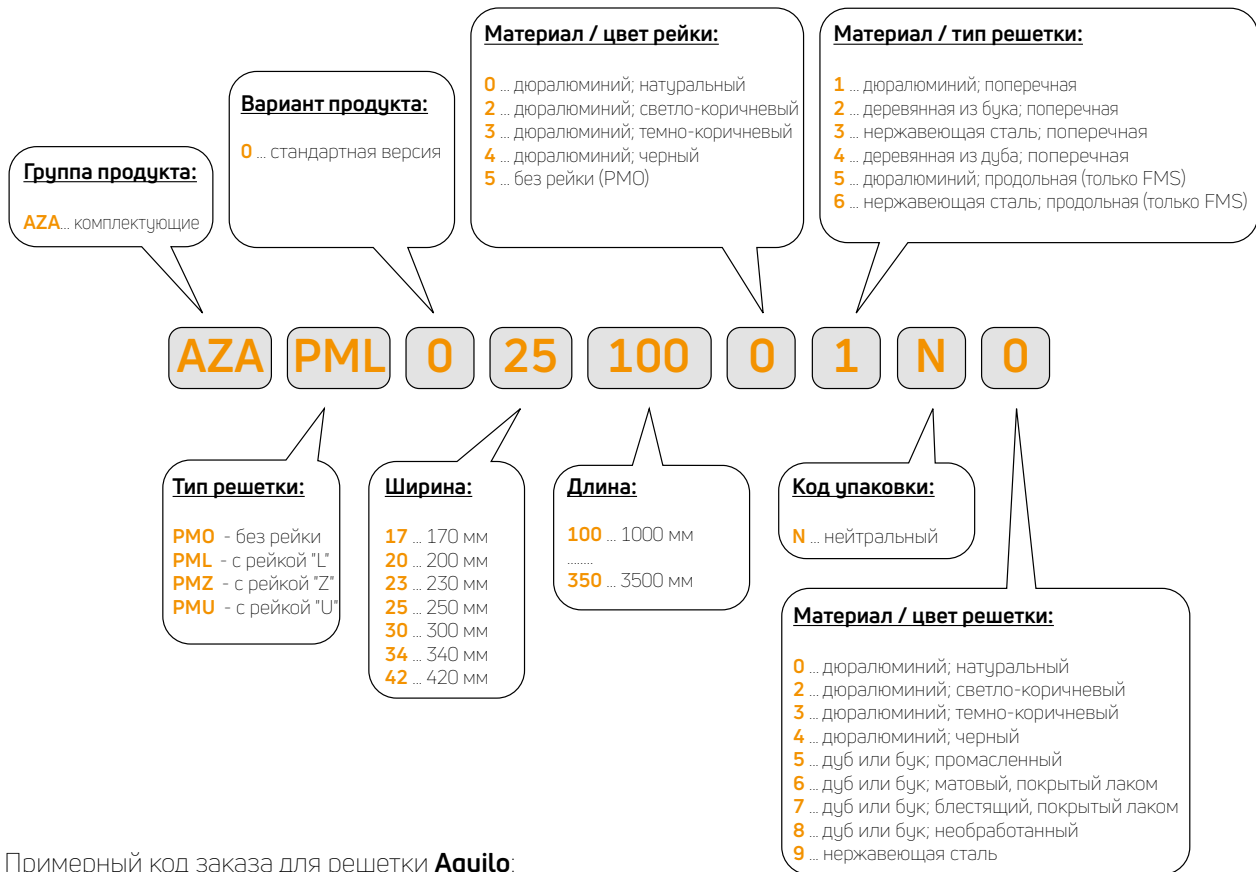 Группа продукта:
AZA... комплектующие
Вариант продукта:
0 ... стандартная версия
Материал / цвет рейки:
0 ... дюралюминий; натуральный
2 ... дюралюминий; светло-коричневый
3 ... дюралюминий; темно-коричневый
4 ... дюралюминий; черный
5 ... без рейки (PMO)
Материал / тип решетки:
1 ... дюралюминий; поперечная
2 ... деревянная из бука; поперечная
3 ... нержавеющая сталь; поперечная
4 ... деревянная из дуба; поперечная
5 ... дюралюминий; продольная (только FMS)
6 ... нержавеющая сталь; продольная (только FMS)
AZA PML 0 25 100 0 1 N 0
Тип решетки:
PMO - без рейки
PML - с рейкой "L"
PMZ - с рейкой "Z"
PMU - с рейкой "U"
Ширина:
17 ... 170 мм
20 ... 200 мм
23 ... 230 мм
25 ... 250 мм
30 ... 300 мм
34 ... 340 мм
42 ... 420 мм
Длина:
100 ... 1000 мм
........
350 ... 3500 мм
Код упаковки:
N ... нейтральный
Материал / цвет решетки:
0 ... дюралюминий; натуральный
2 ... дюралюминий; светло-коричневый
3 ... дюралюминий; темно-коричневый
4 ... дюралюминий; черный
5 ... дуб или бук; промасленный
6 ... дуб или бук; матовый, покрытый лаком
7 ... дуб или бук; блестящий, покрытый лаком
8 ... дуб или бук; необработанный
9 ... нержавеющая сталь
Примерный код заказа для решетки Aquilo: